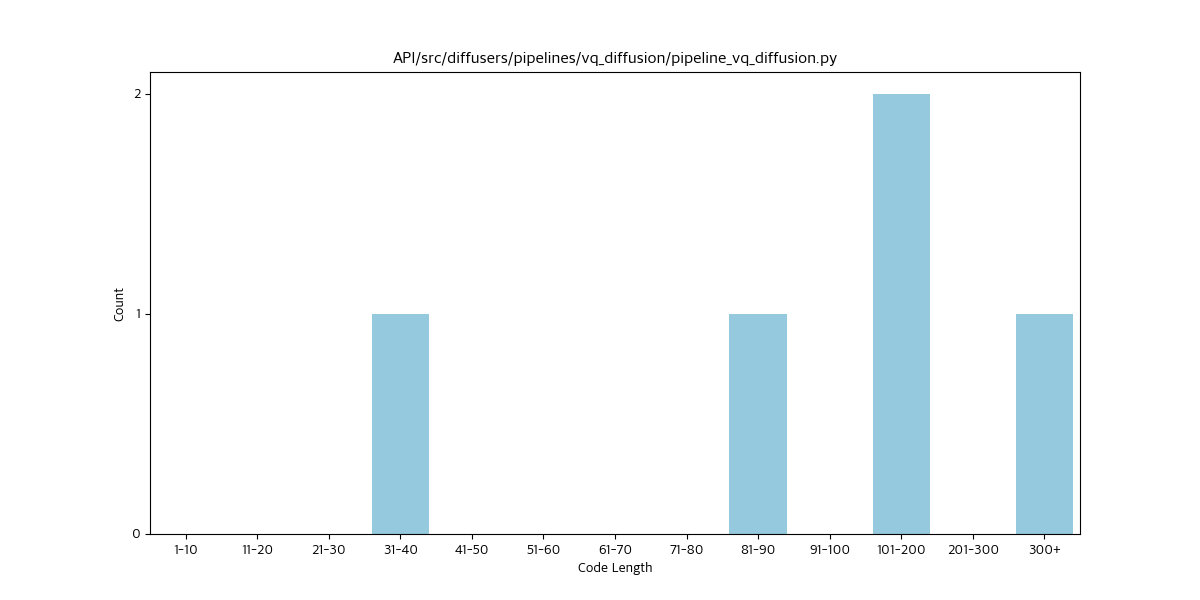 API/src/diffusers/pipelines/vq_diffusion/pipeline_vq_diffusion.py
2
1
0
Count
1-10 11-20 21-30 31-40 41-50 51-60 61-70 71-80 81-90 91-100 101-200 201-300 300+
Code Length